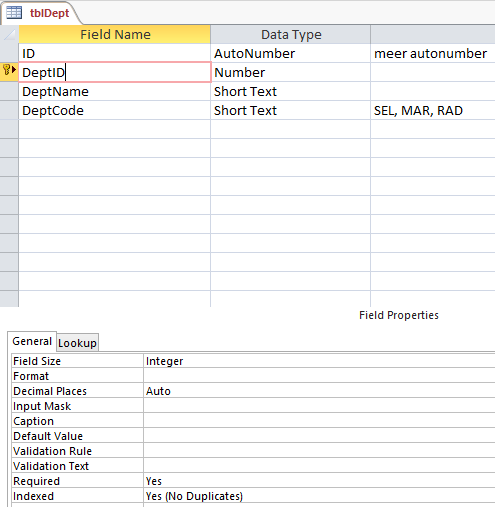 tblDept
Field Name Data Type
ID AutoNumber meer autonumber
DeptID Number
DeptName Short Text
DeptCode Short Text SEL, MAR, RAD
Field Properties
General Lookup
Field Size Integer
Format
Decimal Places Auto
Input Mask
Caption
Default Value
Validation Rule
Validation Text
Required Yes
Indexed Yes (No Duplicates)